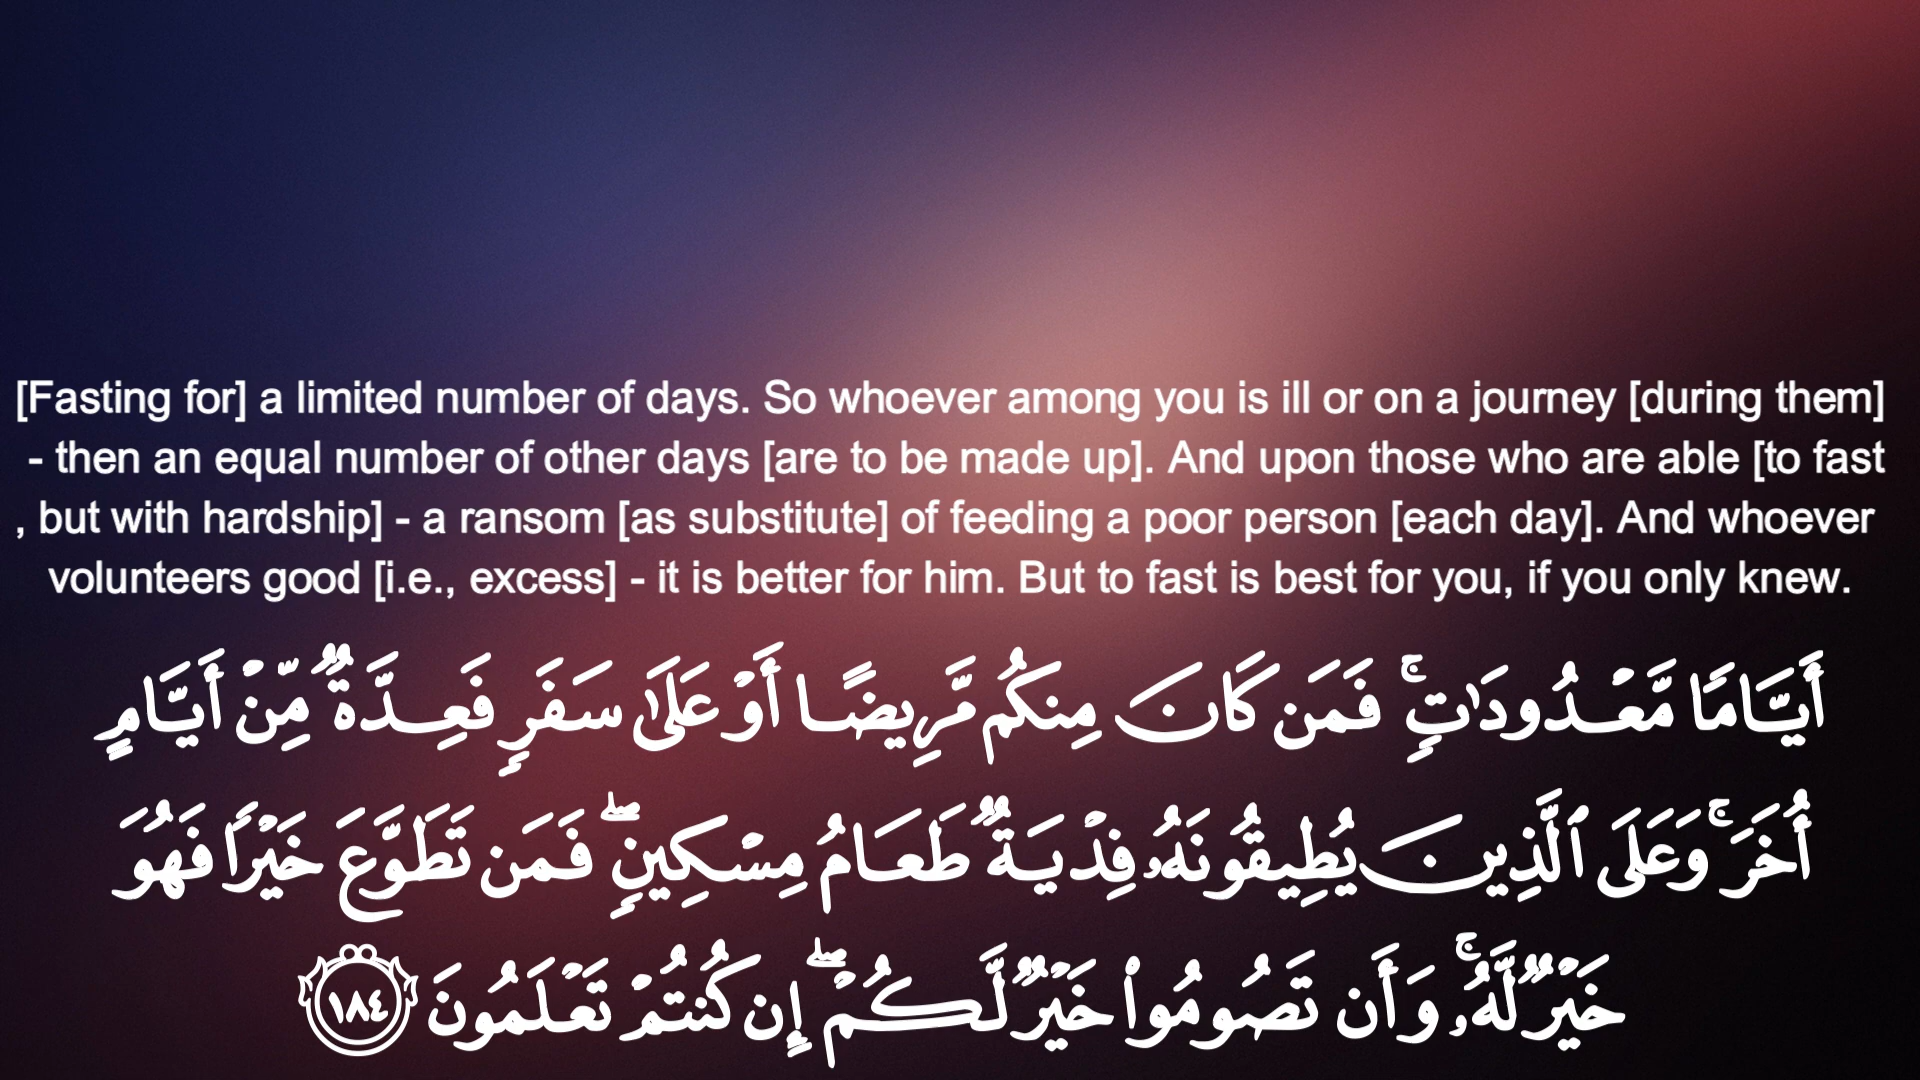 [Fasting for] a limited number of days. So whoever among you is ill or on a journey [during them]
- then an equal number of other days [are to be made up]. And upon those who are able [to fast
, but with hardship] - a ransom [as substitute] of feeding a poor person [each day]. And whoever
volunteers good [i.e., excess] - it is better for him. But to fast is best for you, if you only knew.
أَيَّامًا مَّعْدُودَٰتٍۚ فَمَن كَانَ مِنكُم مَّرِيضًا أَوْ عَلَىٰ سَفَرٍ فَعِدَّةٌ مِّنْ أَيَّامٍ
أُخَرَۚ وَعَلَى ٱلَّذِينَ يُطِيقُونَهُۥ فِدْيَةٌ طَعَامُ مِسْكِينٍۖ فَمَن تَطَوَّعَ خَيْرًا فَهُوَ
خَيْرٌ لَّهُۥۚ وَأَن تَصُومُوا۟ خَيْرٌ لَّكُمْۖ إِن كُنتُمْ تَعْلَمُونَ ١٨٤